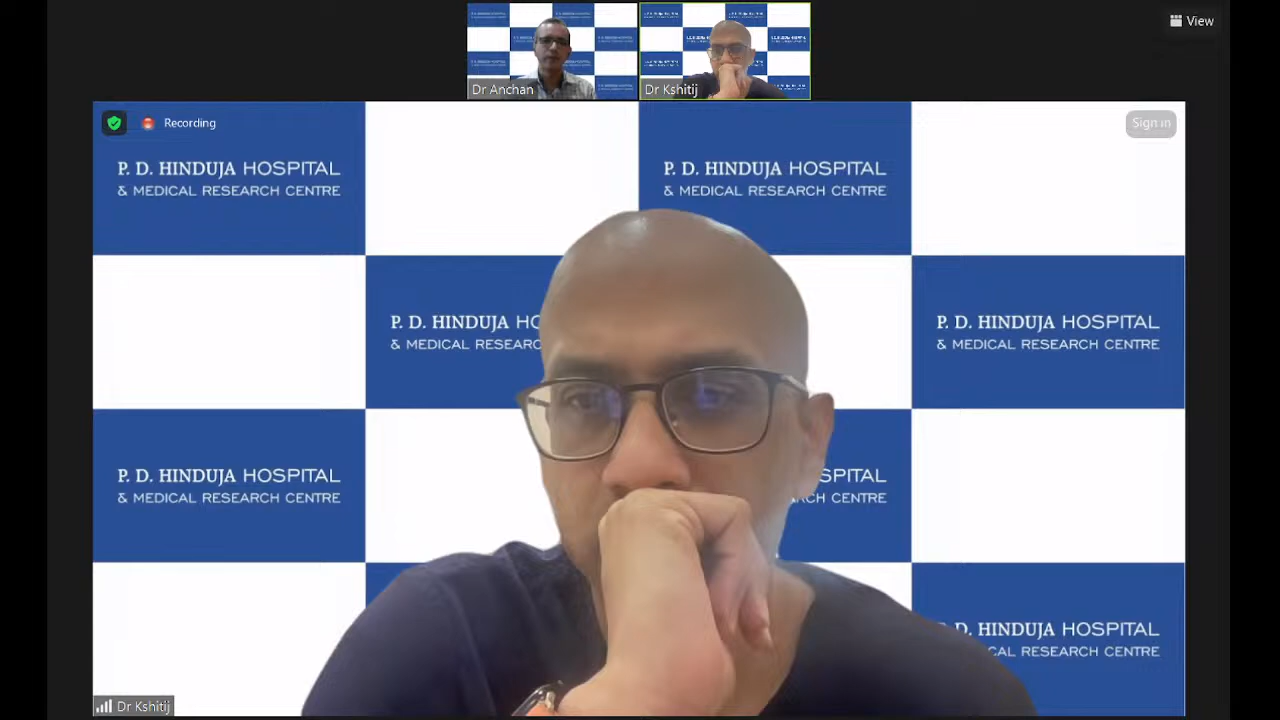 View
Dr Anchan
Dr Kshitij
Recording
Sign in
P. D. HINDUJA HOSPITAL
& MEDICAL RESEARCH CENTRE
P. D. HINDUJA HOSPITAL
& MEDICAL RESEARCH CENTRE
P. D. HINDUJA HO
& MEDICAL RESEARC
P. D. HINDUJA HOSPITAL
& MEDICAL RESEARCH CENTRE
P. D. HINDUJA HOSPITAL
& MEDICAL RESEARCH CENTRE
SPITAL
RCH CENTRE
D. HINDUJA HOSPITAL
CAL RESEARCH CENTRE
Dr Kshitij